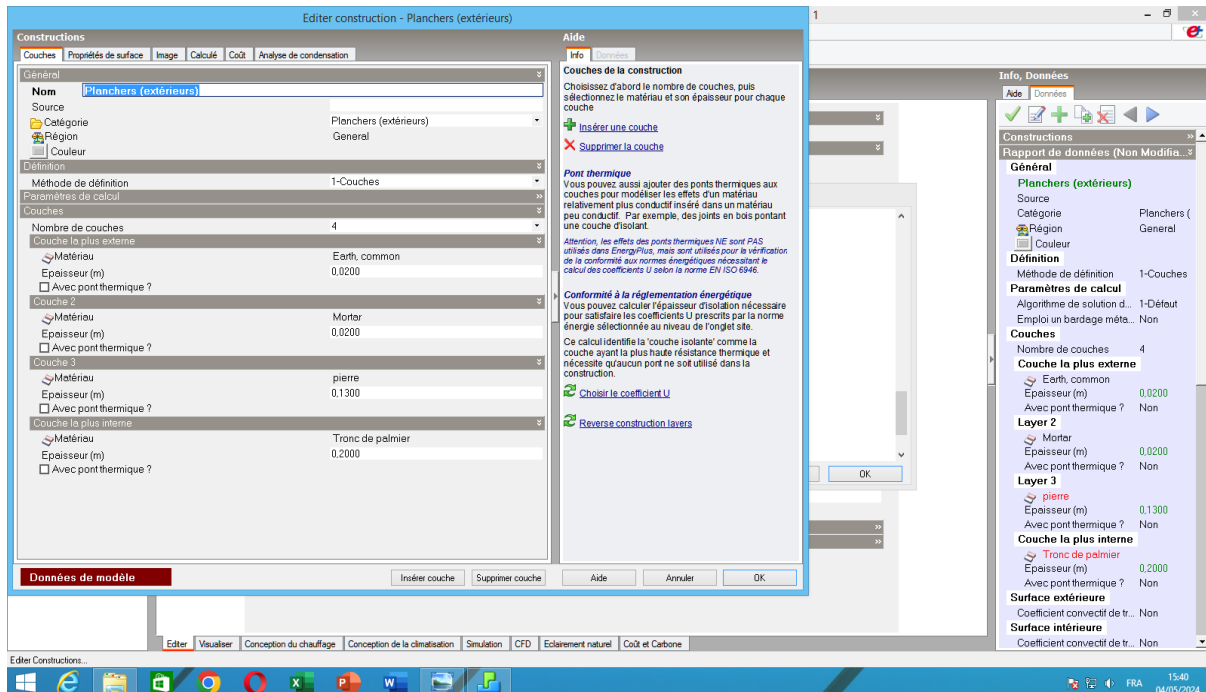 Editer construction - Planchers (extérieurs)
1
Constructions
Couches
Propriétés de surface
Image
Calculé
Coût
Analyse de condensation
Général
Nom
Planchers (extérieurs)
Source
Catégorie
Planchers (extérieurs)
Région
General
Couleur
Définition
Méthode de définition
1-Couches
Paramètres de calcul
Couches
Nombre de couches
4
Couche la plus externe
Matériau
Earth, common
Epaisseur (m)
0,0200
Avec pont thermique ?
Couche 2
Matériau
Mortar
Epaisseur (m)
0,0200
Avec pont thermique ?
Couche 3
Matériau
pierre
Epaisseur (m)
0,1300
Avec pont thermique ?
Couche la plus interne
Matériau
Tronc de palmier
Epaisseur (m)
0,2000
Avec pont thermique ?
Données de modèle
Insérer couche
Supprimer couche
Aide
Info
Données
Couches de la construction
Choisissez d'abord le nombre de couches, puis
sélectionnez le matériau et son épaisseur pour chaque
couche
Insérer une couche
Supprimer la couche
Pont thermique
Vous pouvez aussi ajouter des ponts thermiques aux
couches pour modéliser les effets d'un matériau
relativement plus conductif inséré dans un matériau
peu conductif. Par exemple, des joints en bois pontant
une couche d'isolant.
Attention, les effets des ponts thermiques NE sont PAS
utilisés dans EnergyPlus, mais sont utilisés pour la vérification
de la conformité aux normes énergétiques nécessitant le
calcul des coefficients U selon la norme EN ISO 6946.
Conformité à la réglementation énergétique
Vous pouvez calculer l'épaisseur d'isolation nécessaire
pour satisfaire les coefficients U prescrits par la norme
énergie sélectionnée au niveau de l'onglet site.
Ce calcul identifie la 'couche isolante' comme la
couche ayant la plus haute résistance thermique et
nécessite qu'aucun pont ne soit utilisé dans la
construction.
Choisir le coefficient U
Reverse construction layers
Aide
Annuler
OK
OK
Info, Données
Aide
Données
Constructions
Rapport de données (Non Modifia...
Général
Planchers (extérieurs)
Source
Catégorie
Planchers (
Région
General
Couleur
Définition
Méthode de définition
1-Couches
Paramètres de calcul
Algorithme de solution d...
1-Défaut
Emploi un bardage méta...
Non
Couches
Nombre de couches
4
Couche la plus externe
Earth, common
Epaisseur (m)
0,0200
Avec pont thermique ?
Non
Layer 2
Mortar
Epaisseur (m)
0,0200
Avec pont thermique ?
Non
Layer 3
pierre
Epaisseur (m)
0,1300
Avec pont thermique ?
Non
Couche la plus interne
Tronc de palmier
Epaisseur (m)
0,2000
Avec pont thermique ?
Non
Surface extérieure
Coefficient convectif de tr...
Non
Surface intérieure
Coefficient convectif de tr...
Non
Editer
Visualiser
Conception du chauffage
Conception de la climatisation
Simulation
CFD
Eclairement naturel
Coût et Carbone
Editer Constructions...
FRA
15:40
04/05/2024